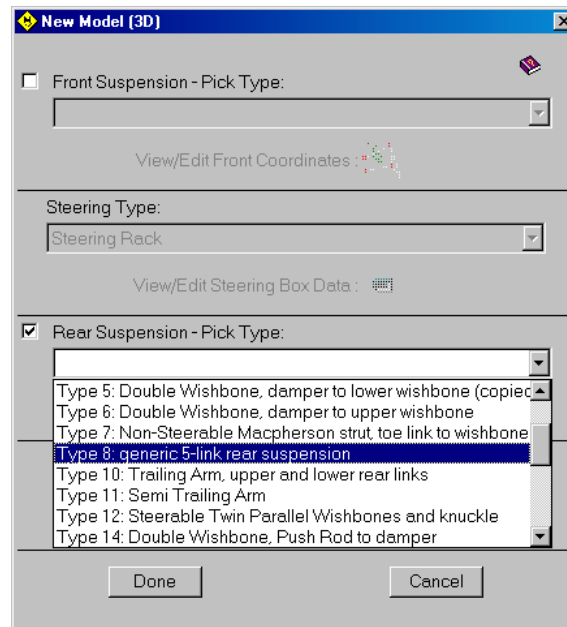 New Model (3D)
Front Suspension - Pick Type:
View/Edit Front Coordinates :
Steering Type:
Steering Rack
View/Edit Steering Box Data :
Rear Suspension - Pick Type:
Type 5: Double Wishbone, damper to lower wishbone (copied
Type 6: Double Wishbone, damper to upper wishbone
Type 7: Non-Steerable Macpherson strut, toe link to wishbone
Type 8: generic 5-link rear suspension
Type 10: Trailing Arm, upper and lower rear links
Type 11: Semi Trailing Arm
Type 12: Steerable Twin Parallel Wishbones and knuckle
Type 14: Double Wishbone, Push Rod to damper
Done Cancel